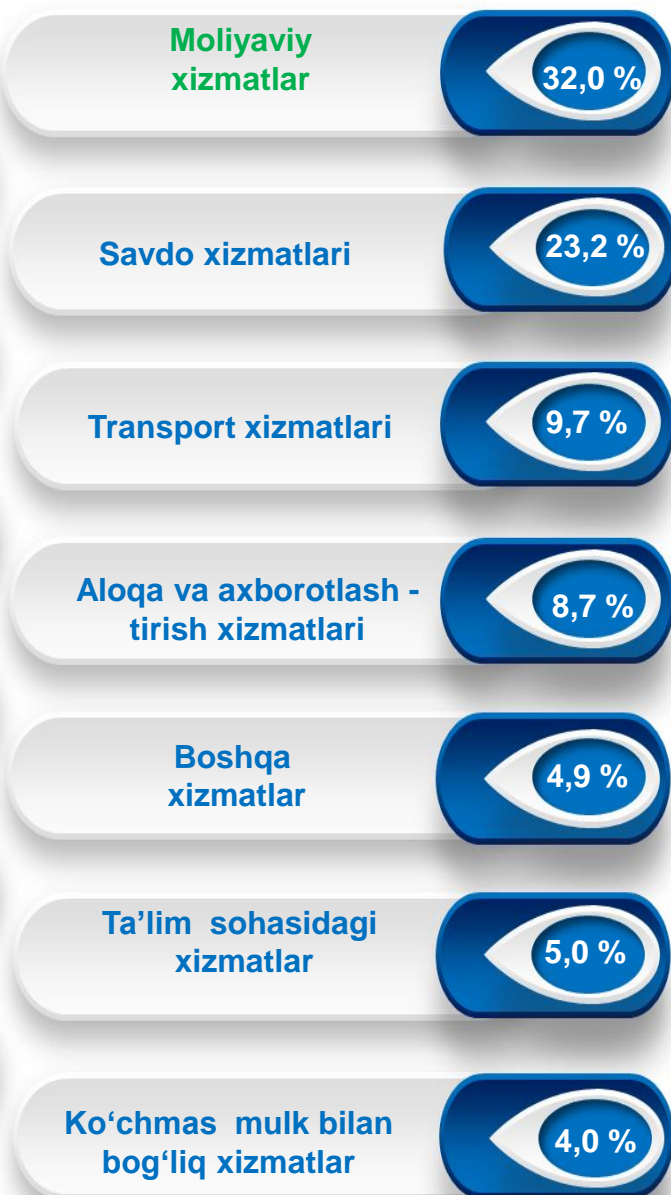 Moliyaviy
xizmatlar
32,0 %
Savdo xizmatlari
23,2 %
Transport xizmatlari
9,7 %
Aloqa va axborotlash -
tirish xizmatlari
8,7 %
Boshqa
xizmatlar
4,9 %
Ta’lim sohasidagi
xizmatlar
5,0 %
Ko‘chmas mulk bilan
bog‘liq xizmatlar
4,0 %